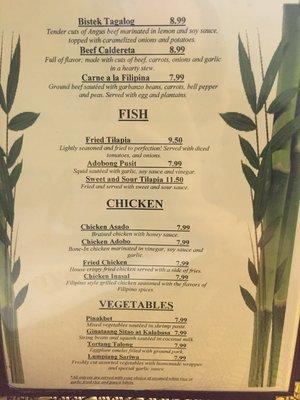 Bistek Tagalog 8.99
Tender cuts of Angus beef marinated in lemon and soy sauce,
topped with caramelized onions and potatoes.
Beef Caldereta 8.99
Full of flavor; made with cuts of beef, carrots, onions and garlic
in a hearty stew.
Carne a la Filipina 7.99
Ground beef sautéed with garbanzo beans, carrots, bell pepper
and peas. Served with egg and plantains.
FISH
Fried Tilapia 9.50
Lightly seasoned and fried to perfection! Served with diced
tomatoes, and onions.
Adobong Pusit 7.99
Squid sautéed with garlic, soy sauce and vinegar.
Sweet and Sour Tilapia 11.50
Fried and served with sweet and sour sauce.
CHICKEN
Chicken Asado 7.99
Braised chicken with honey sauce.
Chicken Adobo 7.99
Bone-In chicken marinated in vinegar, soy sauce and
garlic.
Fried Chicken 7.99
House crispy fried chicken served with a side of fries.
Chicken Inasal 7.99
Filipino style grilled chicken seasoned with the flavors of
Filipino spices
VEGETABLES
Pinakbet 7.99
Mixed vegetables sautéed in shrimp paste.
Ginataang Sitao at Kalabasa 7.99
String beans and squash sautéed in coconut milk
Tortang Talong 7.99
Eggplant omelet filled with ground pork.
Lumpiang Sariwa 7.99
Freshly cut assorted vegetables with homemade wrapper
and special garlic sauce
*All entrees are served with your choice of steamed white rice or
garlic fried rice and